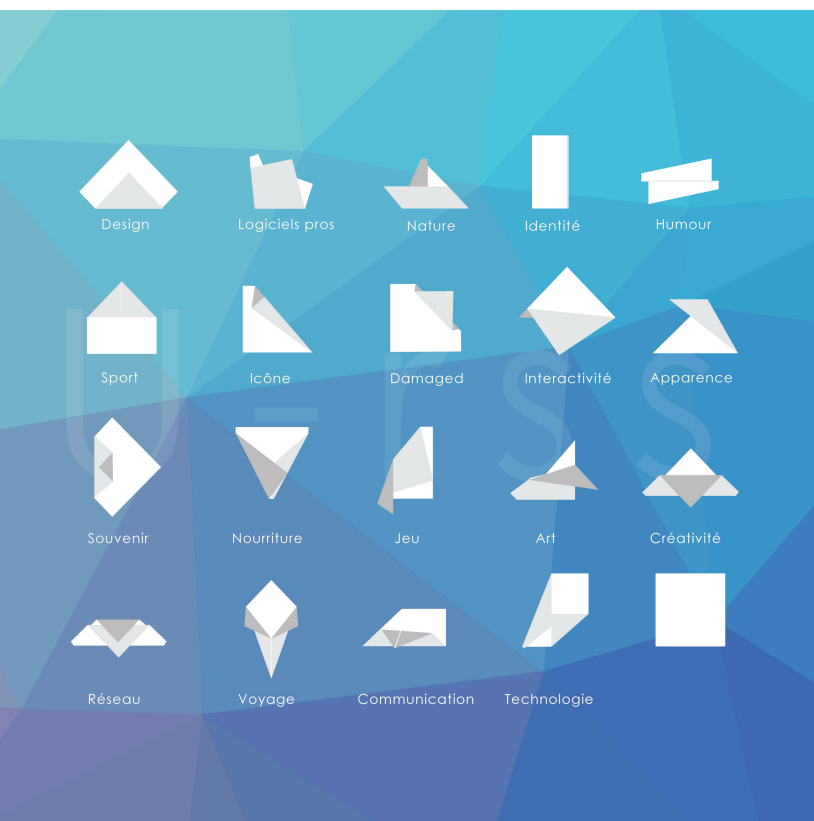 Design
Logiciels pros
Nature
Identité
Humour
Sport
Icône
Damaged
Interactivité
Apparence
U-rss
Souvenir
Nourriture
Jeu
Art
Créativité
Réseau
Voyage
Communication
Technologie